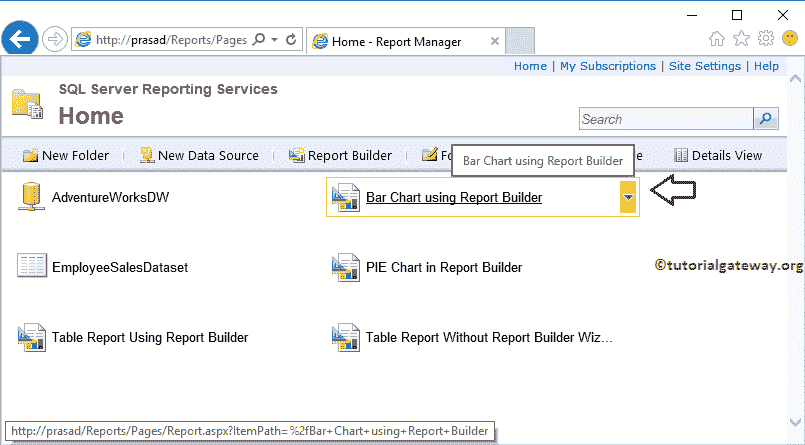 http://prasad/Reports/Pages
Home - Report Manager
Home | My Subscriptions | Site Settings | Help
SQL Server Reporting Services
Home
Search
New Folder
New Data Source
Report Builder
Details View
Bar Chart using Report Builder
AdventureWorksDW
Bar Chart using Report Builder
EmployeeSalesDataset
PIE Chart in Report Builder
©tutorialgateway.org
Table Report Using Report Builder
Table Report Without Report Builder Wiz...
http://prasad/Reports/Pages/Report.aspx?ItemPath=%2fBar+Chart+using+Report+Builder